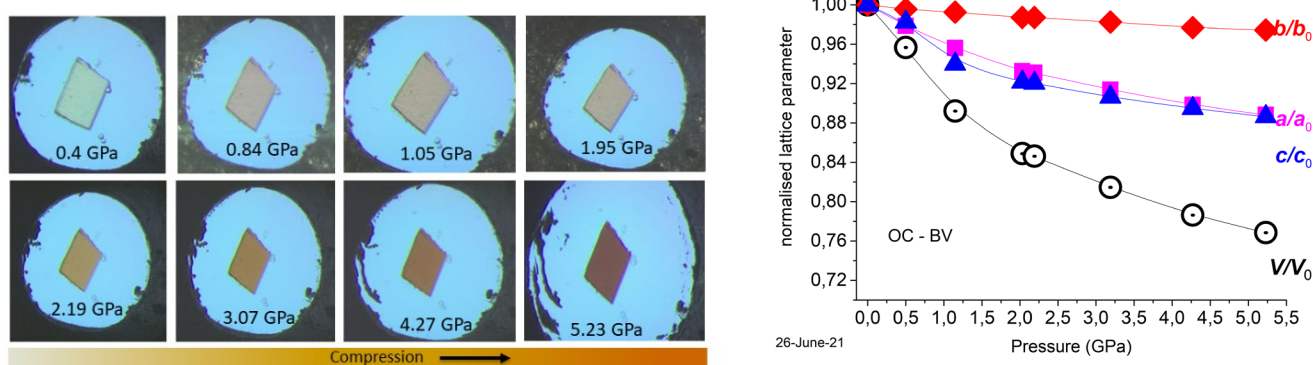 0.4 GPa
0.84 GPa
1.05 GPa
1.95 GPa
2.19 GPa
3.07 GPa
4.27 GPa
5.23 GPa
Compression
normalised lattice parameter
1,00
0,96
0,92
0,88
0,84
0,80
0,76
0,72
b/b0
a/a0
c/c0
V/V0
OC - BV
0,0 0,5 1,0 1,5 2,0 2,5 3,0 3,5 4,0 4,5 5,0 5,5
Pressure (GPa)
26-June-21